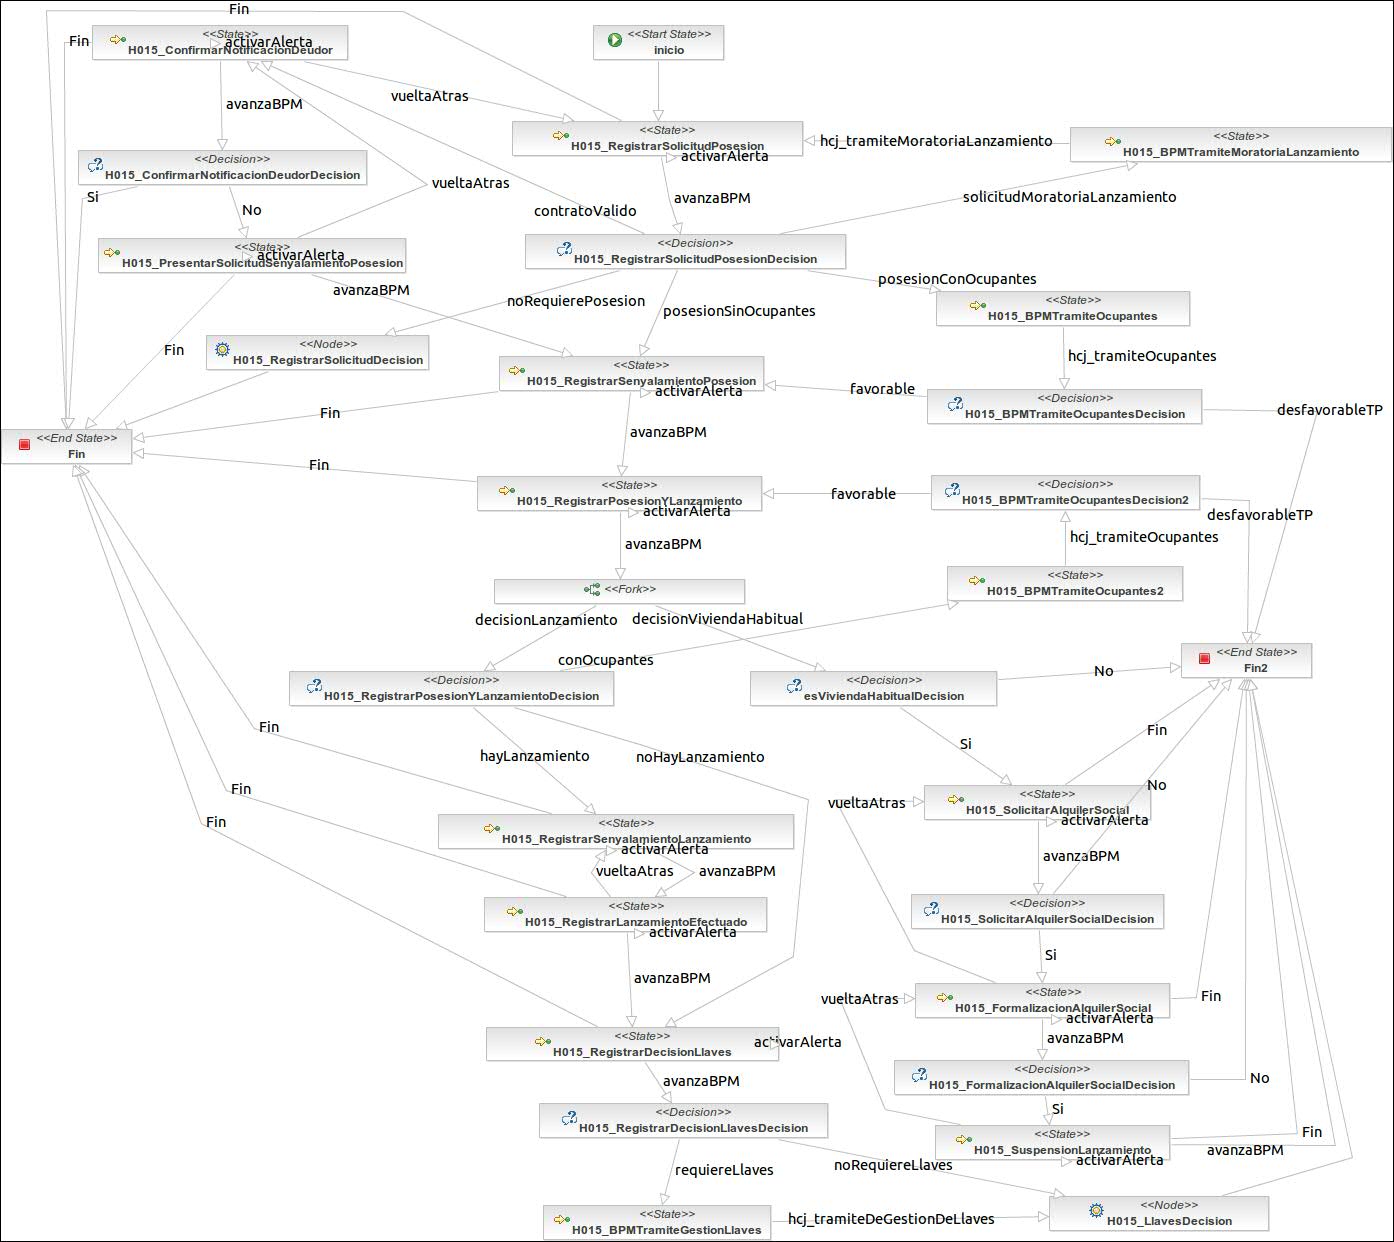 Fin
<<State>>
activarAlerta
H015_ConfirmarNotificacionDeudor
Fin
<<Start State>>
inicio
vueltaAtras
avanzaBPM
<<State>>
H015_RegistrarSolicitudPosesion
activarAlerta
hcj_tramiteMoratoriaLanzamiento
<<State>>
H015_BPMTramiteMoratoriaLanzamiento
<<Decision>>
H015_ConfirmarNotificacionDeudorDecision
vueltaAtras
Si
No
contratoValido
avanzaBPM
solicitudMoratoriaLanzamiento
<<State>>
activarAlerta
H015_PresentarSolicitudSenyalamientoPosesion
<<Decision>>
H015_RegistrarSolicitudPosesionDecision
avanzaBPM
noRequierePosesion
posesionSinOcupantes
posesionConOcupantes
<<State>>
H015_BPMTramiteOcupantes
Fin
<<Node>>
H015_RegistrarSolicitudDecision
hcj_tramiteOcupantes
<<State>>
H015_RegistrarSenyalamientoPosesion
activarAlerta
favorable
<<Decision>>
H015_BPMTramiteOcupantesDecision
desfavorableTP
Fin
<<End State>>
Fin
avanzaBPM
Fin
<<State>>
H015_RegistrarPosesionYLanzamiento
activarAlerta
favorable
<<Decision>>
H015_BPMTramiteOcupantesDecision2
desfavorableTP
avanzaBPM
hcj_tramiteOcupantes
<<Fork>>
<<State>>
H015_BPMTramiteOcupantes2
decisionLanzamiento
decisionViviendaHabitual
conOcupantes
<<End State>>
Fin2
<<Decision>>
H015_RegistrarPosesionYLanzamientoDecision
<<Decision>>
esViviendaHabitualDecision
No
Fin
hayLanzamiento
noHayLanzamiento
Si
Fin
Fin
No
vueltaAtras
<<State>>
H015_SolicitarAlquilerSocial
activarAlerta
Fin
<<State>>
H015_RegistrarSenyalamientoLanzamiento
activarAlerta
vueltaAtras
avanzaBPM
avanzaBPM
<<State>>
H015_RegistrarLanzamientoEfectuado
activarAlerta
<<Decision>>
H015_SolicitarAlquilerSocialDecision
Si
avanzaBPM
vueltaAtras
<<State>>
H015_FormalizacionAlquilerSocial
activarAlerta
Fin
<<State>>
H015_RegistrarDecisionLlaves
activarAlerta
avanzaBPM
avanzaBPM
<<Decision>>
H015_FormalizacionAlquilerSocialDecision
No
<<Decision>>
H015_RegistrarDecisionLlavesDecision
Si
<<State>>
H015_SuspensionLanzamiento
activarAlerta
Fin
avanzaBPM
requiereLlaves
noRequiereLlaves
<<State>>
H015_BPMTramiteGestionLlaves
hcj_tramiteDeGestionDeLlaves
<<Node>>
H015_LlavesDecision